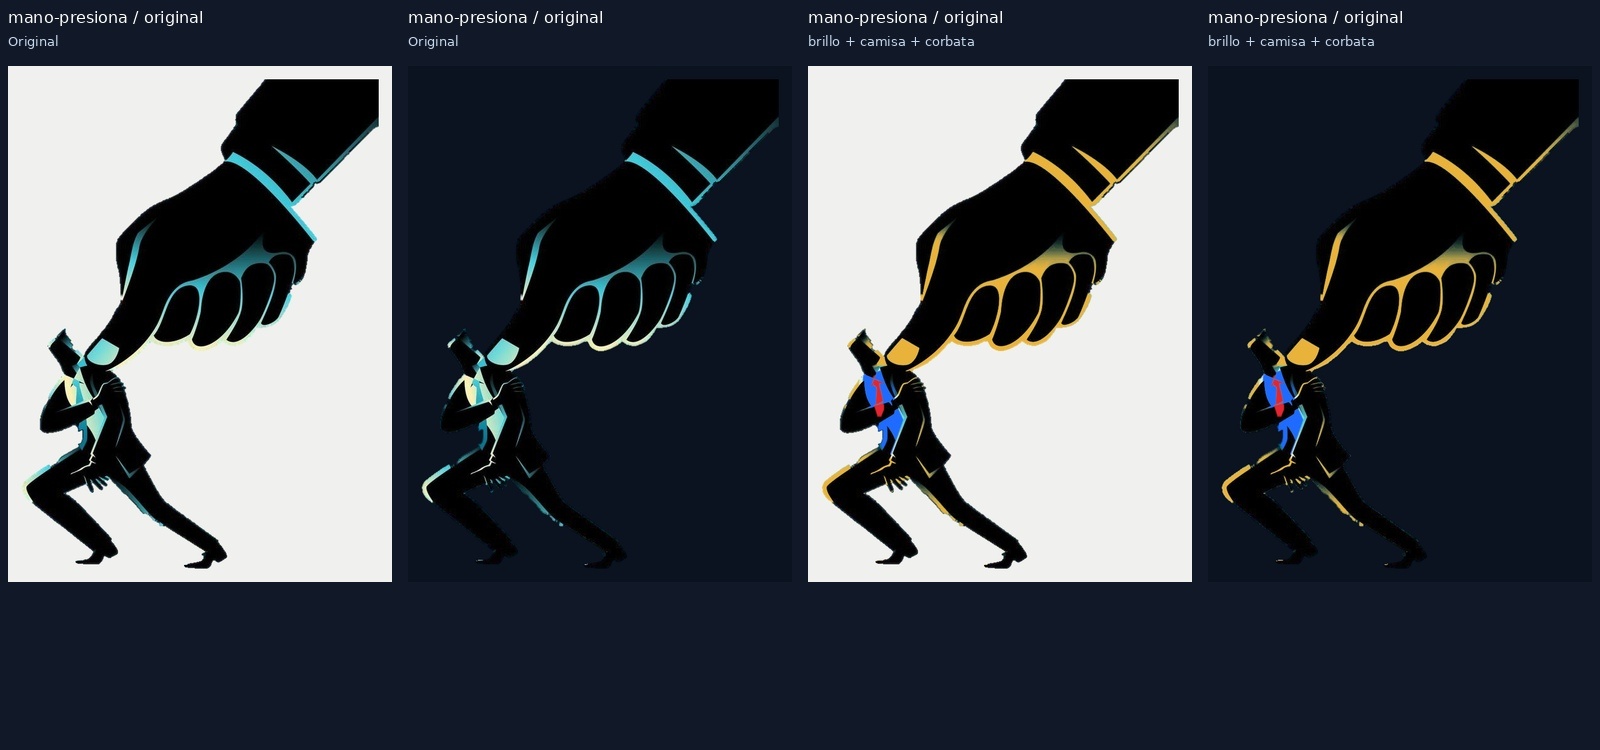 mano-presiona / original
Original
mano-presiona / original
Original
mano-presiona / original
brillo + camisa + corbata
mano-presiona / original
brillo + camisa + corbata